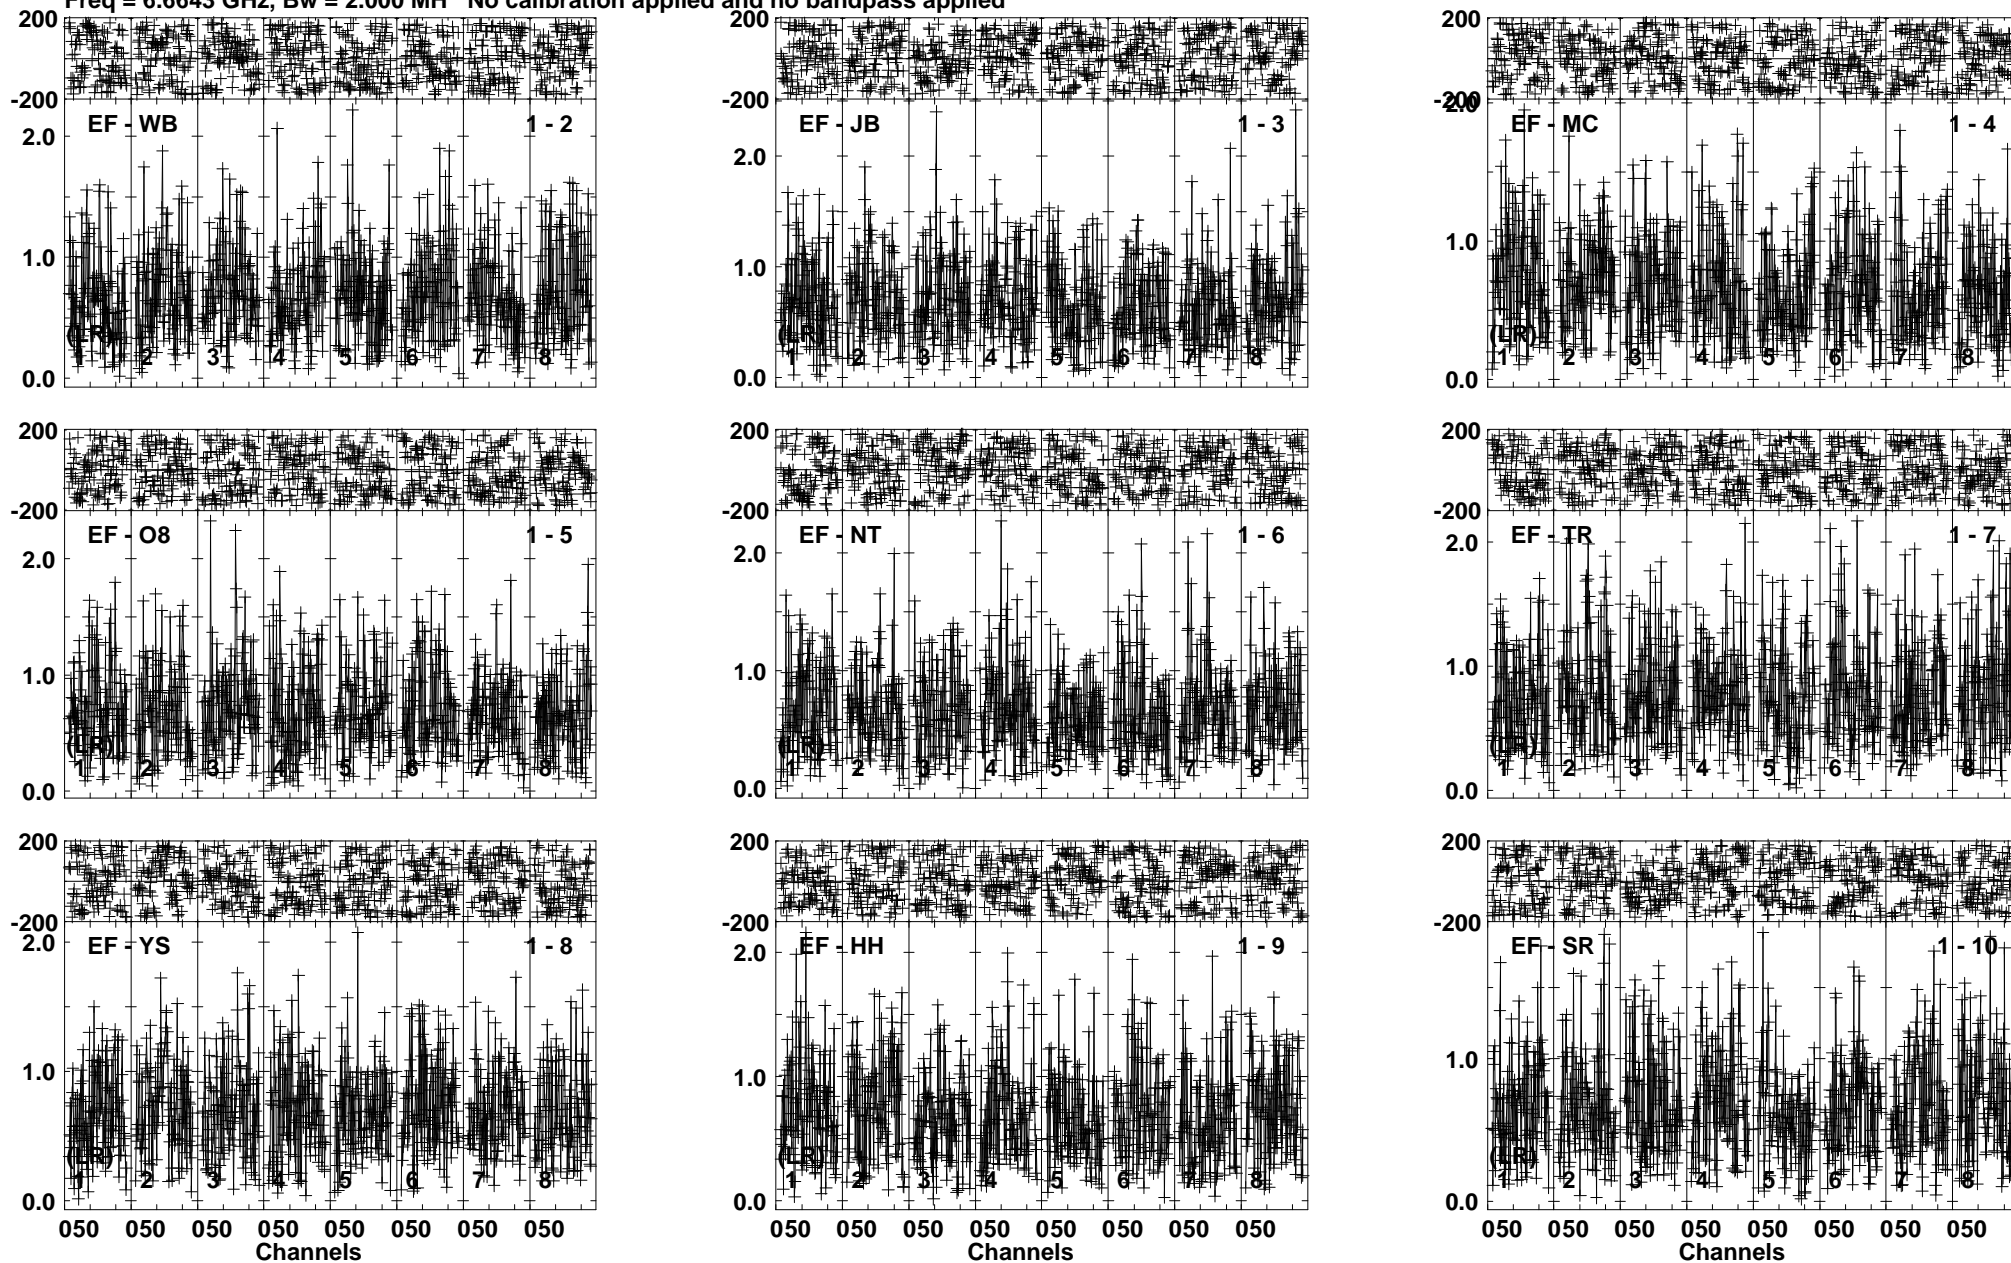 Freq = 6.6643 GHz, Bw = 2.000 MH No calibration applied and no bandpass applied
200 200 200
-200 -200 -200
EF - WB 1 - 2 EF - JB 1 - 3 EF - MC 1 - 4
2.0 2.0 2.0
1.0 1.0 1.0
(LR) (LR) (LR)
1 2 3 4 5 6 7 8 1 2 3 4 5 6 7 8 1 2 3 4 5 6 7 8
0.0 0.0 0.0
200 200 200
-200 -200 -200
EF - O8 1 - 5 EF - NT 1 - 6 EF - TR 1 - 7
2.0 2.0 2.0
1.0 1.0 1.0
(LR) (LR) (LR)
1 2 3 4 5 6 7 8 1 2 3 4 5 6 7 8 1 2 3 4 5 6 7 8
0.0 0.0 0.0
200 200 200
-200 -200 -200
EF - YS 1 - 8 EF - HH 1 - 9 EF - SR 1 - 10
2.0 2.0
1.0 1.0 1.0
(LR) (LR) (LR)
1 2 3 4 5 6 7 8 1 2 3 4 5 6 7 8 1 2 3 4 5 6 7 8
0.0 0.0 0.0
050 050 050 050 050 050 050 050 050 050 050 050 050 050 050 050 050 050 050 050 050 050 050 050
Channels Channels Channels